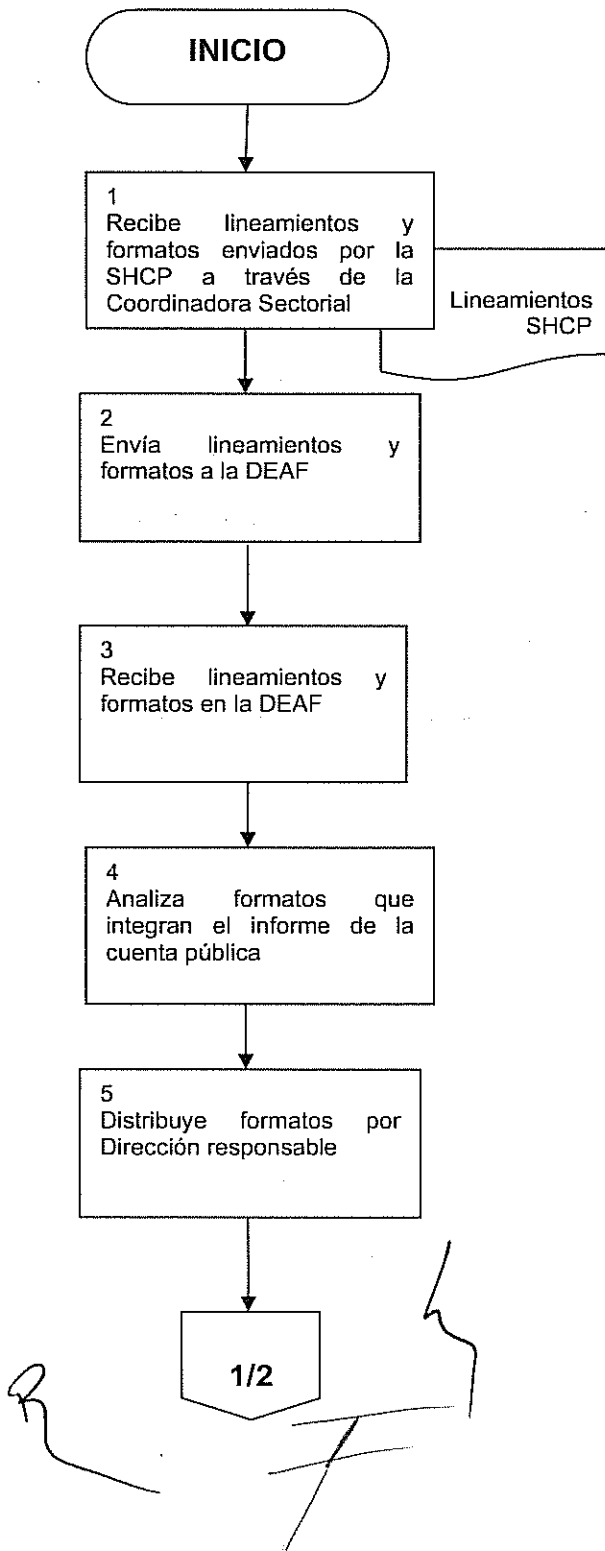 INICIO
1
Recibe lineamientos y
formatos enviados por la
SHCP a través de la
Coordinadora Sectorial
Lineamientos
SHCP
2
Envía lineamientos y
formatos a la DEAF
3
Recibe lineamientos y
formatos en la DEAF
4
Analiza formatos que
integran el informe de la
cuenta pública
5
Distribuye formatos por
Dirección responsable
1/2